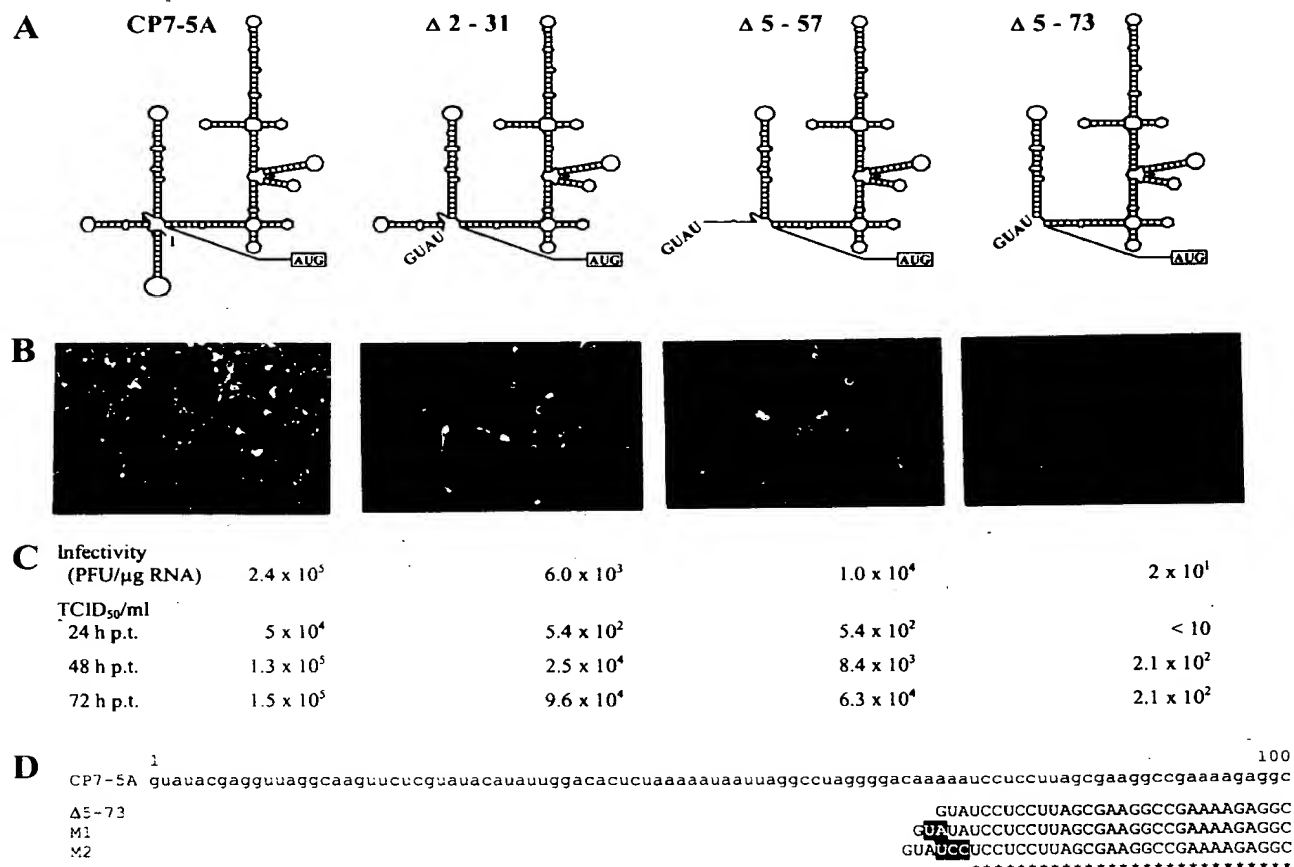 A CP7-5A Δ 2 - 31 Δ 5 - 57 Δ 5 - 73
GUAU GUAU GUAU
1
AUG AUG AUG AUG
B
C Infectivity
(PFU/µg RNA) 2.4 x 10⁵ 6.0 x 10³ 1.0 x 10⁴ 2 x 10¹
TCID₅₀/ml
24 h p.t. 5 x 10⁴ 5.4 x 10² 5.4 x 10² < 10
48 h p.t. 1.3 x 10⁵ 2.5 x 10⁴ 8.4 x 10³ 2.1 x 10²
72 h p.t. 1.5 x 10⁵ 9.6 x 10⁴ 6.3 x 10⁴ 2.1 x 10²
D 1 100
CP7-5A guauacgagguuaggcaaguucucguauacauauuggacacucuaaaaauaauuaggccuaggggacaaaaauccuccuuagcgaaggccgaaaagaggc
Δ5-73 GUAUCCUCCUUAGCGAAGGCCGAAAAGAGGC
M1 GUAUAUCCUCCUUAGCGAAGGCCGAAAAGAGGC
M2 GUAUCCUCCUCCUUAGCGAAGGCCGAAAAGAGGC
****************************